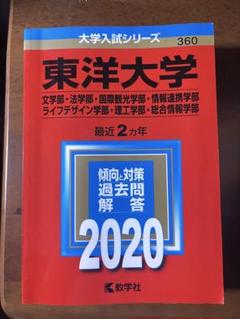 大学入試シリーズ
360
東洋大学
文学部・法学部・国際観光学部・情報連携学部
ライフデザイン学部・理工学部・総合情報学部
最近2カ年
傾向と対策
過去問
解答
2020
教学社